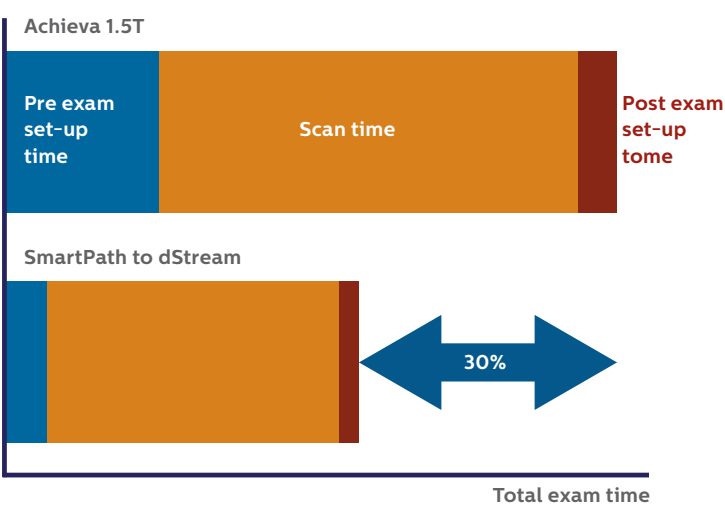 Achieva 1.5T
Pre exam
set-up
time
Scan time
Post exam
set-up
tome
SmartPath to dStream
30%
Total exam time